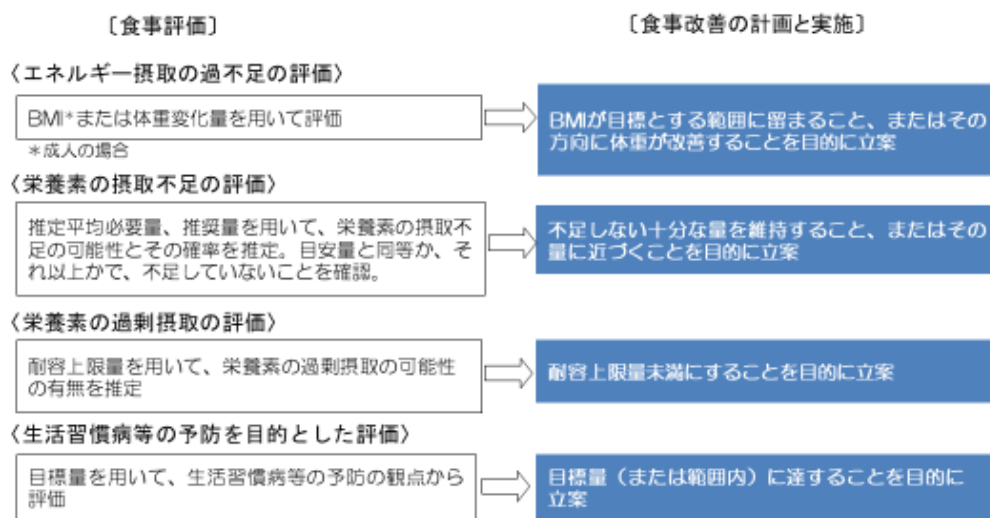 〔食事評価〕
〔食事改善の計画と実施〕
〈エネルギー摂取の過不足の評価〉
BMI*または体重変化量を用いて評価
*成人の場合
BMIが目標とする範囲に留まること、またはその
方向に体重が改善することを目的に立案
〈栄養素の摂取不足の評価〉
推定平均必要量、推奨量を用いて、栄養素の摂取不
足の可能性とその確率を推定。目安量と同等か、そ
れ以上かで、不足していないことを確認。
不足しない十分な量を維持すること、またはその
量に近づくことを目的に立案
〈栄養素の過剰摂取の評価〉
耐容上限量を用いて、栄養素の過剰摂取の可能性
の有無を推定
耐容上限量未満にすることを目的に立案
〈生活習慣病等の予防を目的とした評価〉
目標量を用いて、生活習慣病等の予防の観点から
評価
目標量（または範囲内）に達することを目的に
立案